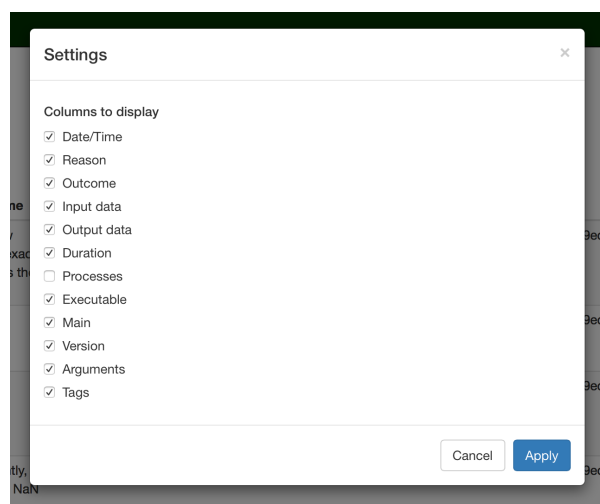 Settings
×
Columns to display
Date/Time
Reason
Outcome
Input data
Output data
Duration
Processes
Executable
Main
Version
Arguments
Tags
Cancel Apply
NaN